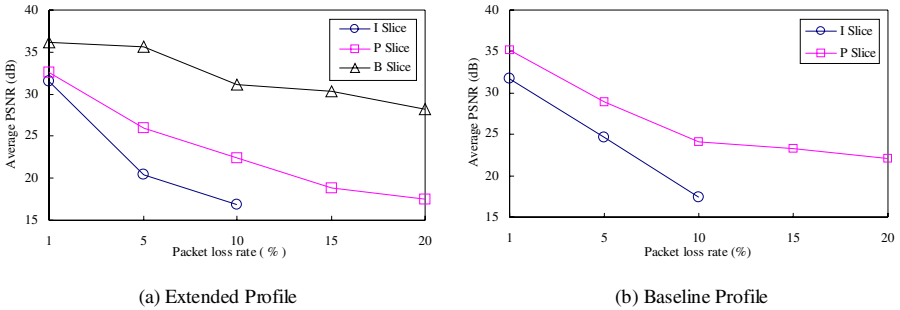 40
35
30
25
20
15
Average PSNR (dB)
I Slice
P Slice
B Slice
1 5 10 15 20
Packet loss rate ( % )
(a) Extended Profile
40
35
30
25
20
15
Average PSNR (dB)
I Slice
P Slice
1 5 10 15 20
Packet loss rate (%)
(b) Baseline Profile